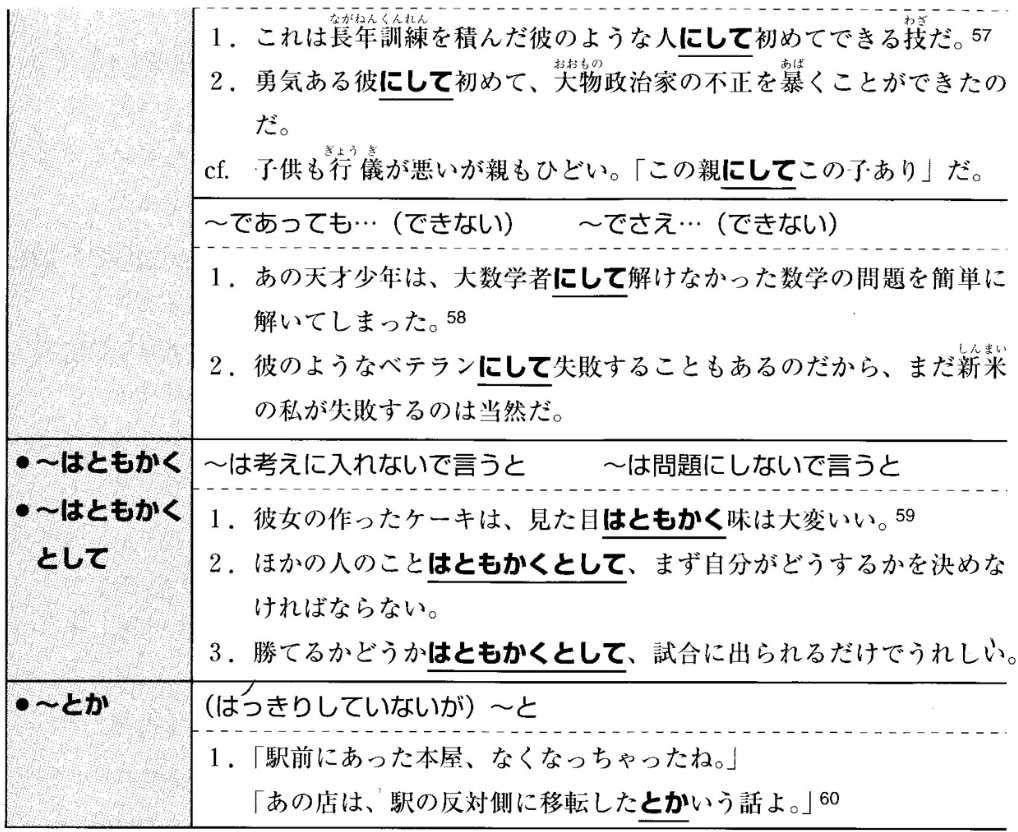 1．これは長年訓練を積んだ彼のような人にして初めてできる技だ。57
ながねんくんれん
わざ
2．勇気ある彼にして初めて、大物政治家の不正を暴くことができたの
おおもの
あば
だ。
cf. 子供も行儀が悪いが親もひどい。「この親にしてこの子あり」だ。
ぎょうぎ
～であっても…（できない）　～でさえ…（できない）
1．あの天才少年は、大数学者にして解けなかった数学の問題を簡単に
解いてしまった。58
2．彼のようなベテランにして失敗することもあるのだから、まだ新米
しんまい
の私が失敗するのは当然だ。
●～はともかく
●～はともかく
として
～は考えに入れないで言うと　～は問題にしないで言うと
1．彼女の作ったケーキは、見た目はともかく味は大変いい。59
2．ほかの人のことはともかくとして、まず自分がどうするかを決めな
ければならない。
3．勝てるかどうかはともかくとして、試合に出られるだけでうれしい。
●～とか
（はっきりしていないが）～と
1．「駅前にあった本屋、なくなっちゃったね。」
「あの店は、駅の反対側に移転したとかいう話よ。」60